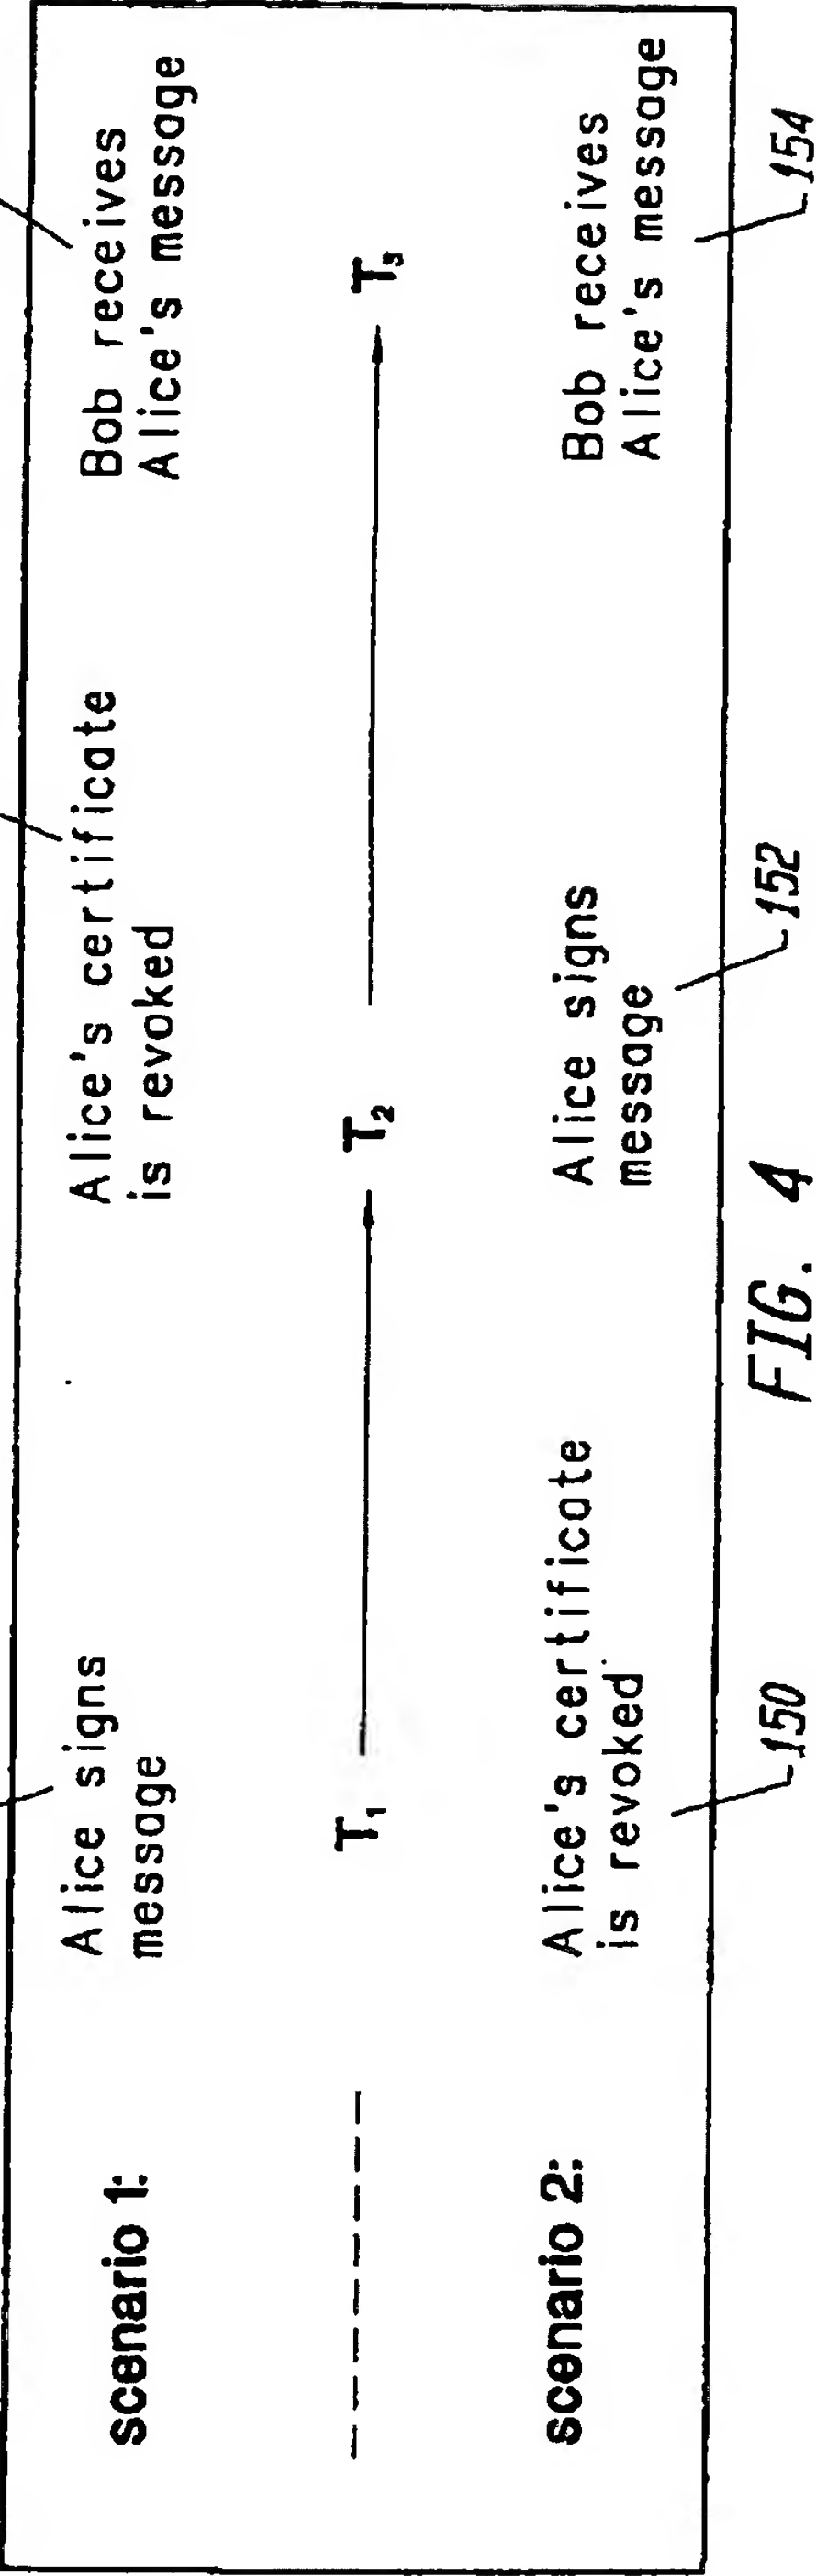 scenario 1:
Alice signs
message
Alice's certificate
is revoked
Bob receives
Alice's message
T1
T2
T3
scenario 2:
Alice's certificate
is revoked
Alice signs
message
Bob receives
Alice's message
150
152
154
FIG. 4